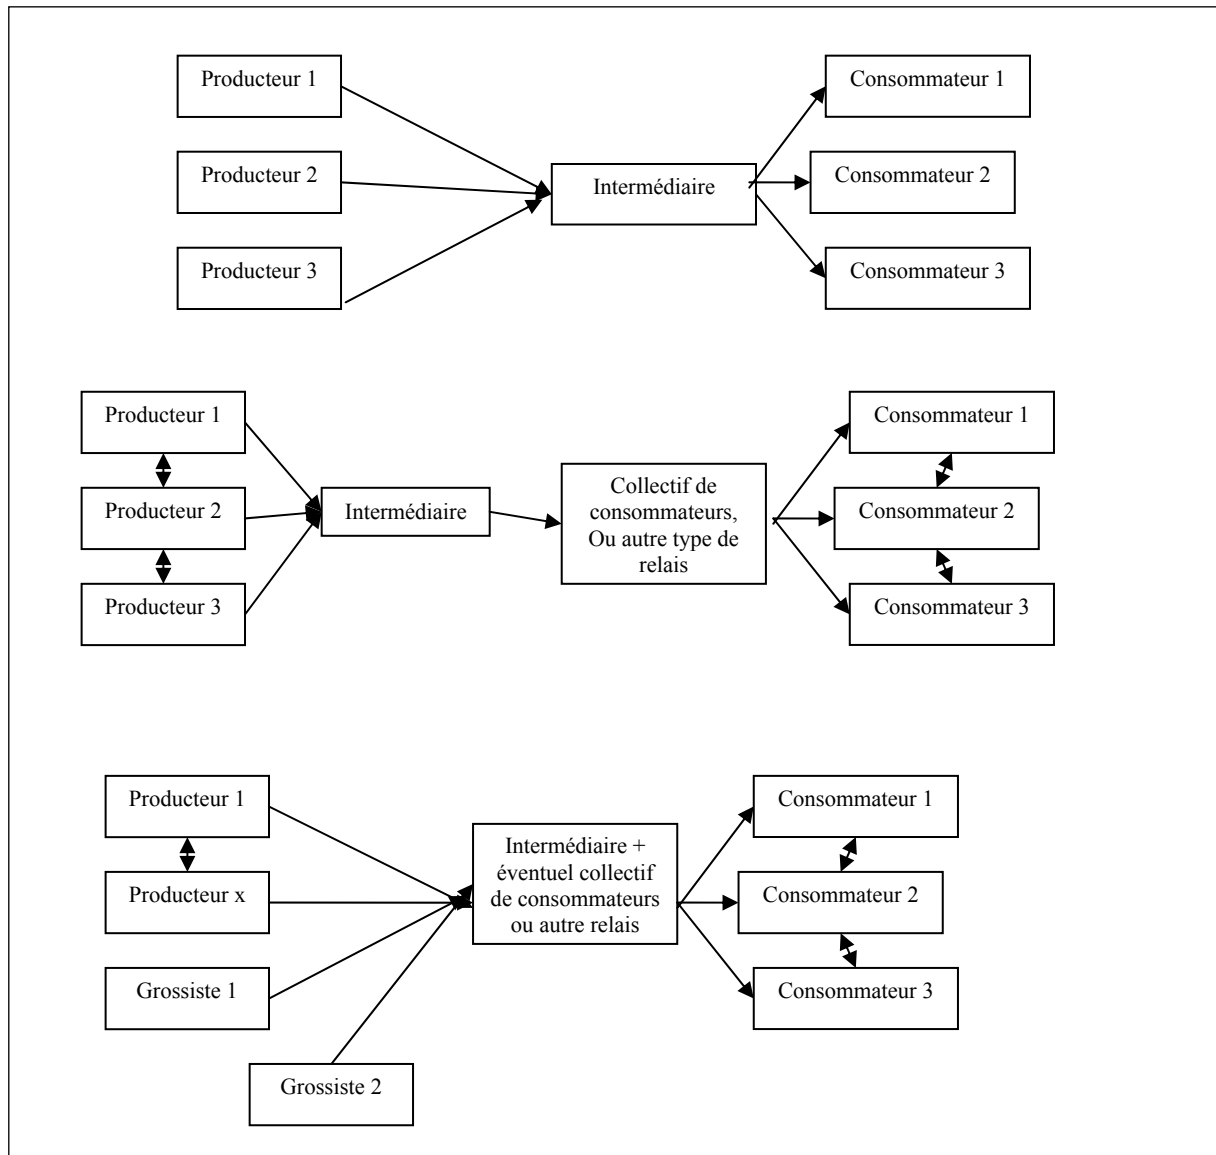 Producteur 1
Consommateur 1
Producteur 2
Intermédiaire
Consommateur 2
Producteur 3
Consommateur 3
Producteur 1
Producteur 2
Producteur 3
Intermédiaire
Collectif de
consommateurs,
Ou autre type de
relais
Consommateur 1
Consommateur 2
Consommateur 3
Producteur 1
Producteur x
Grossiste 1
Grossiste 2
Intermédiaire +
éventuel collectif
de consommateurs
ou autre relais
Consommateur 1
Consommateur 2
Consommateur 3